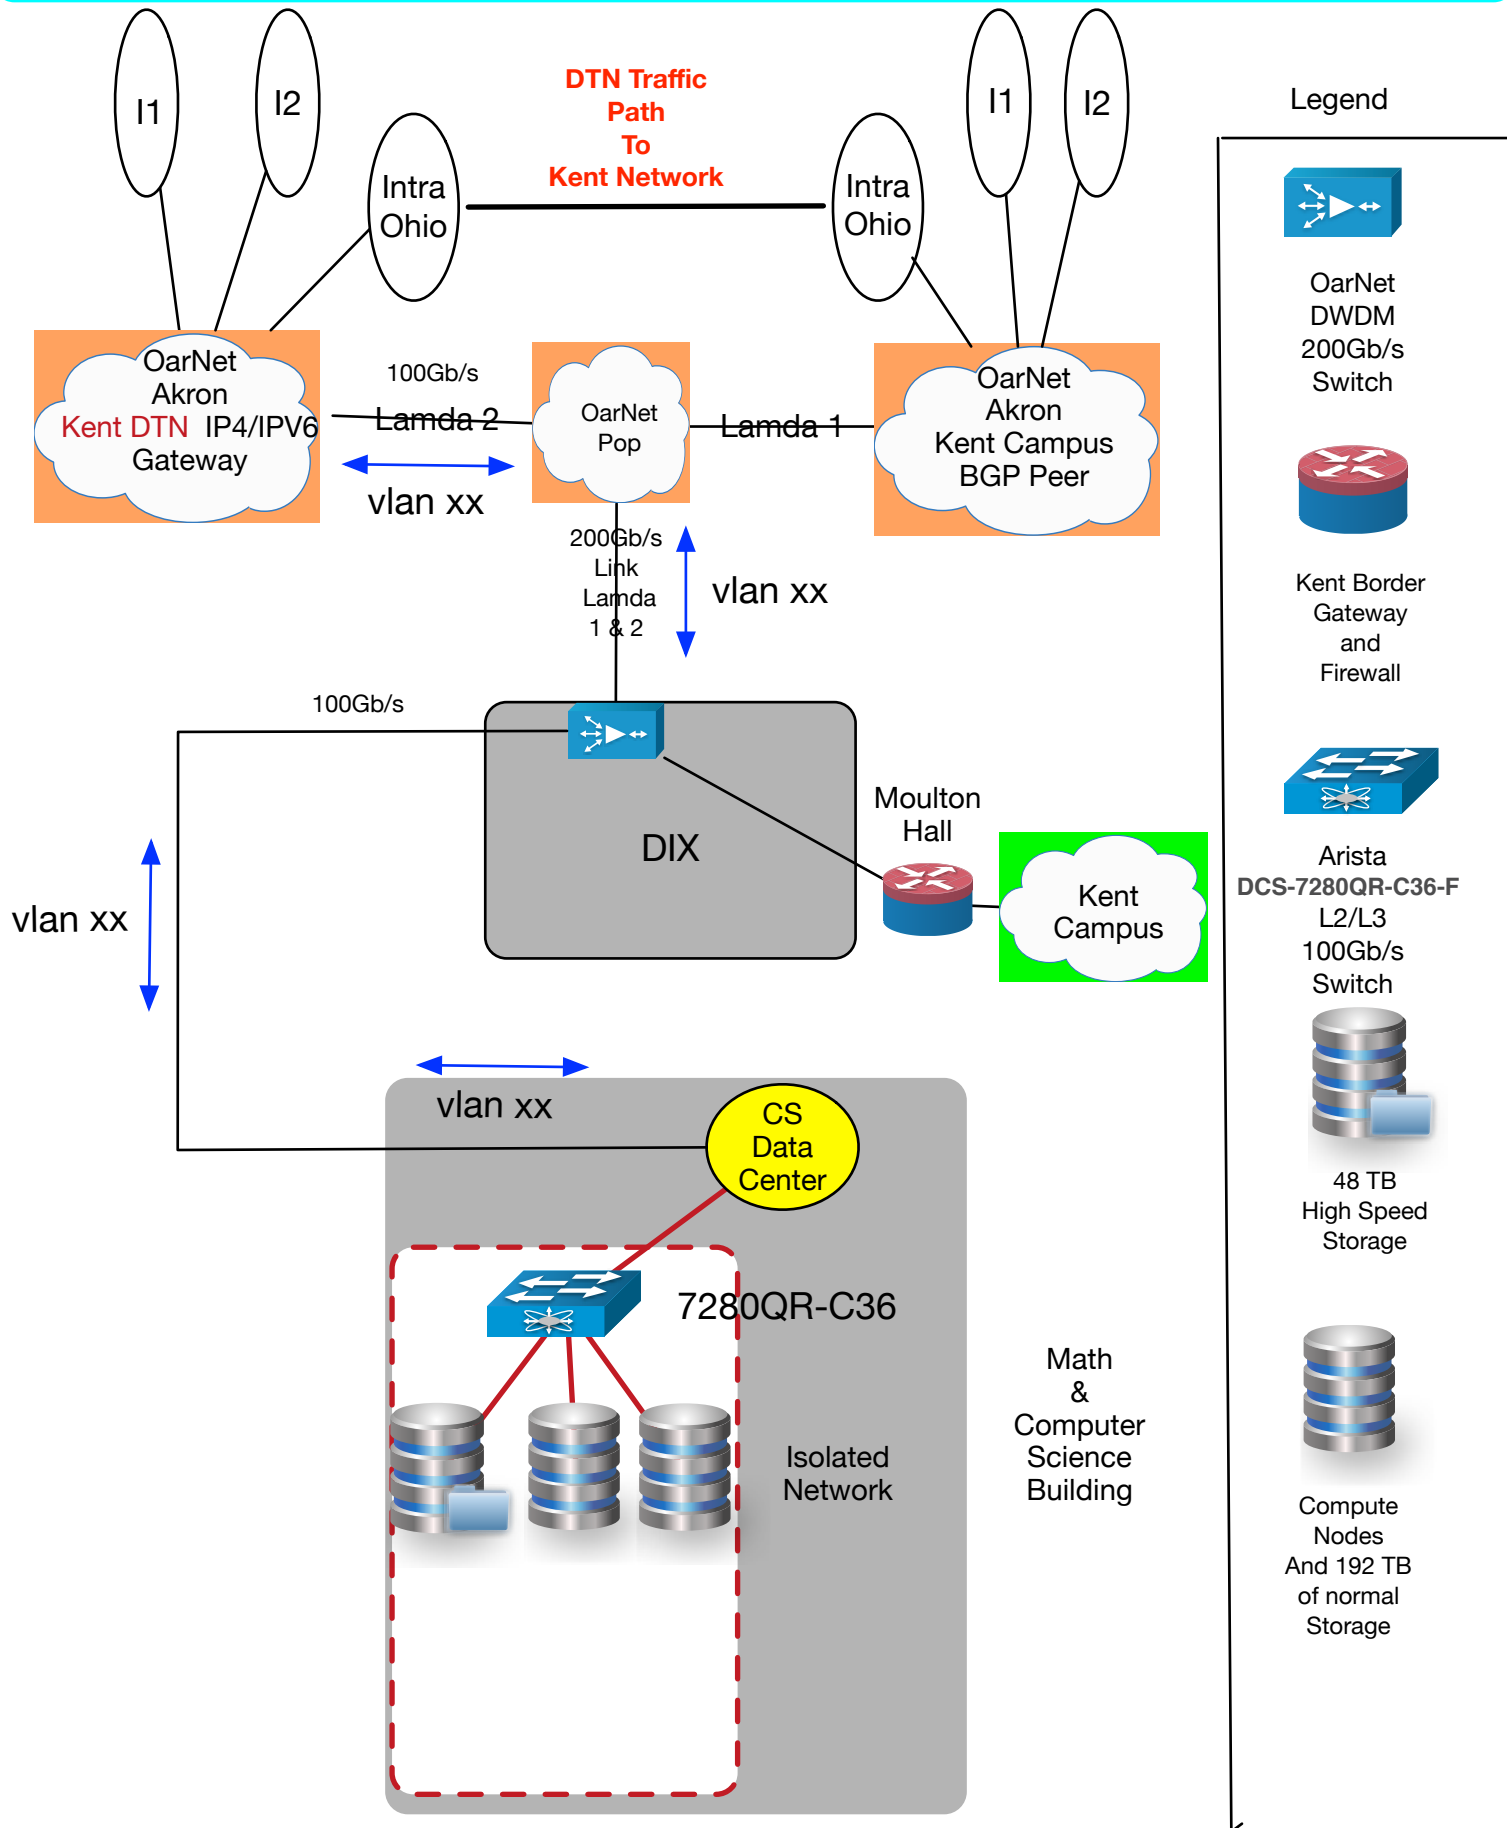 I1
I2
Intra
Ohio
DTN Traffic
Path
To
Kent Network
Intra
Ohio
I1
I2
OarNet
Akron
Kent DTN IP4/IPV6
Gateway
100Gb/s
Lamda 2
vlan xx
OarNet
Pop
Lamda 1
OarNet
Akron
Kent Campus
BGP Peer
200Gb/s
Link
Lamda
1 & 2
vlan xx
100Gb/s
vlan xx
DIX
Moulton
Hall
Kent
Campus
vlan xx
CS
Data
Center
7280QR-C36
Isolated
Network
Math
&
Computer
Science
Building
Legend
OarNet
DWDM
200Gb/s
Switch
Kent Border
Gateway
and
Firewall
Arista
DCS-7280QR-C36-F
L2/L3
100Gb/s
Switch
48 TB
High Speed
Storage
Compute
Nodes
And 192 TB
of normal
Storage